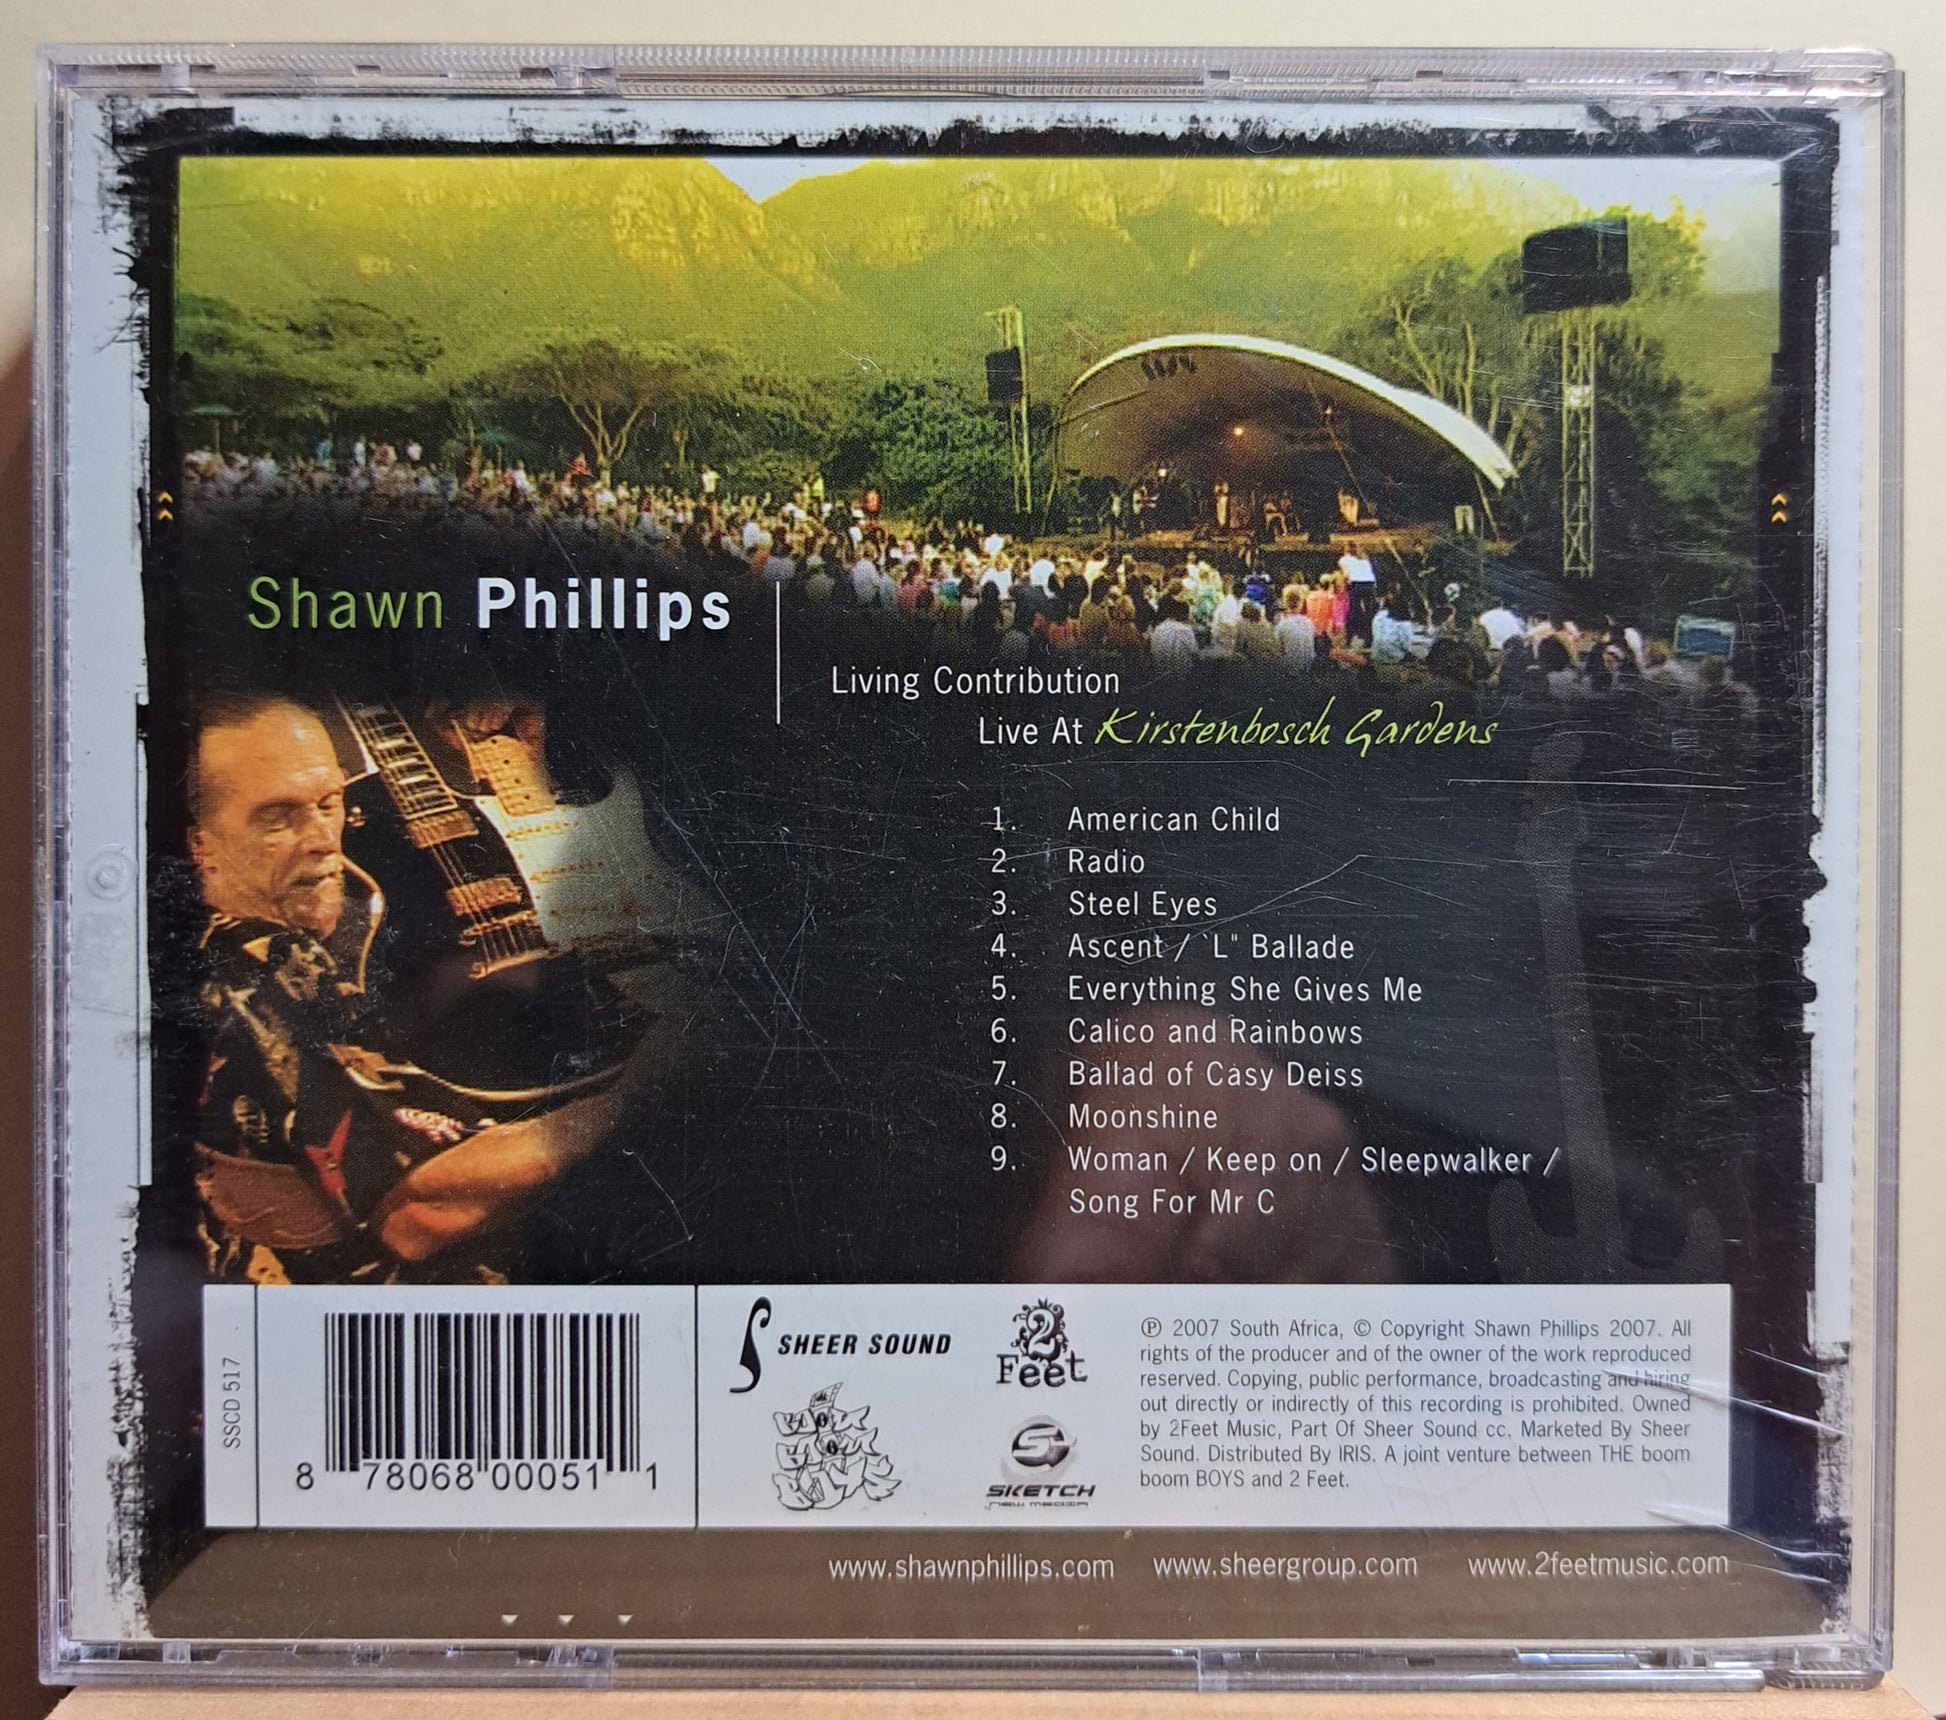 Shawn Phillips
Living Contribution
Live At Kirstenbosch Gardens
1. American Child
2. Radio
3. Steel Eyes
4. Ascent / `L" Ballade
5. Everything She Gives Me
6. Calico and Rainbows
7. Ballad of Casy Deiss
8. Moonshine
9. Woman / Keep on / Sleepwalker /
Song For Mr C
SSCD 517
8 78068 00051 1
SHEER SOUND
BOOM
BOOM
BOYS
2
Feet
SKETCH
NEW MEDIA
℗ 2007 South Africa, © Copyright Shawn Phillips 2007. All
rights of the producer and of the owner of the work reproduced
reserved. Copying, public performance, broadcasting and hiring
out directly or indirectly of this recording is prohibited. Owned
by 2Feet Music, Part Of Sheer Sound cc. Marketed By Sheer
Sound. Distributed By IRIS. A joint venture between THE boom
boom BOYS and 2 Feet.
www.shawnphillips.com www.sheergroup.com www.2feetmusic.com